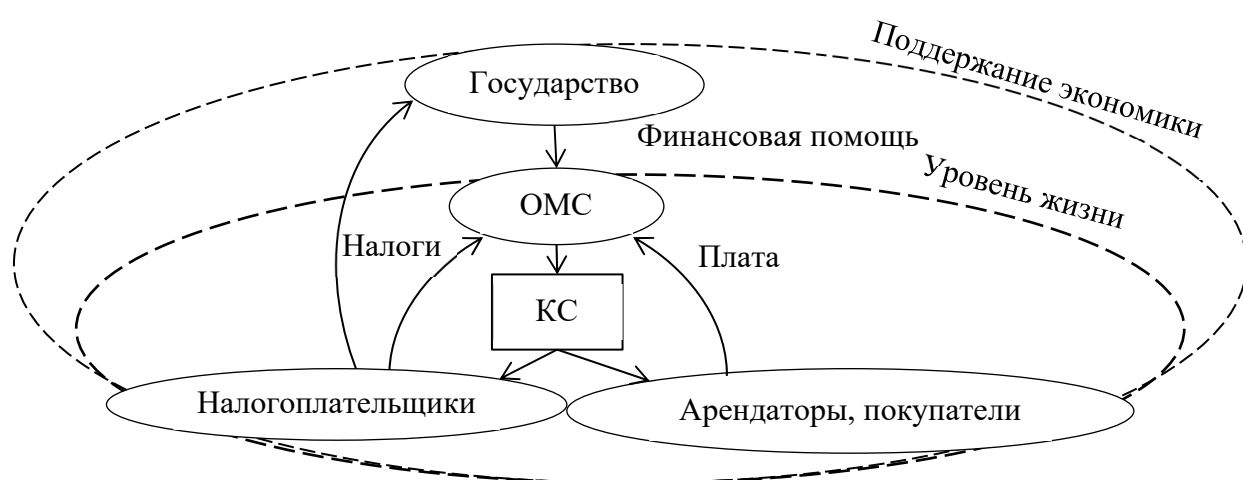 Поддержание экономики
Государство
Финансовая помощь
Уровень жизни
ОМС
Налоги
Плата
КС
Налогоплательщики
Арендаторы, покупатели